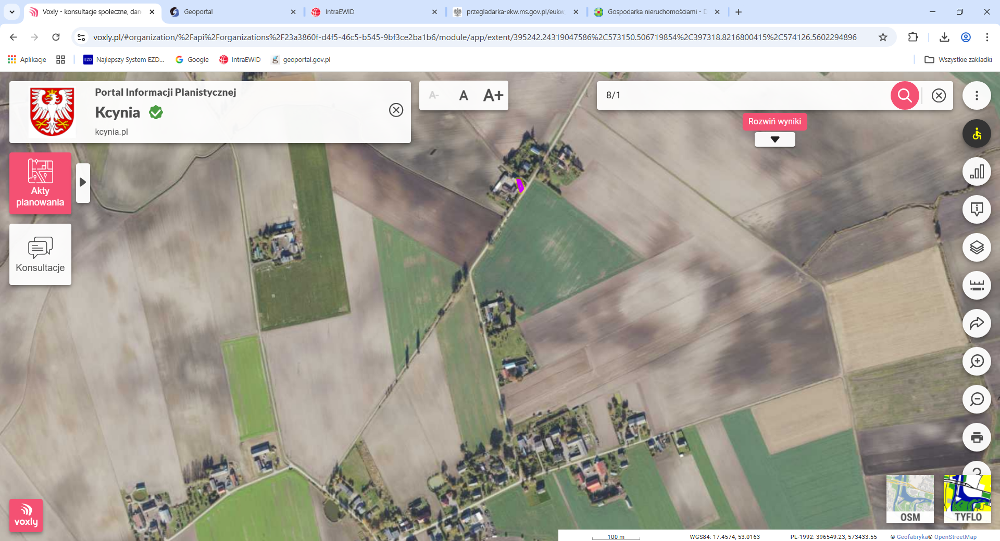 Voxly - konsultacje społeczne, dan
Geoportal
IntraEWID
przegladarka-ekw.ms.gov.pl/eukw_
Gospodarka nieruchomościami - D
voxly.pl/#organization/%2Fapi%2Forganizations%2F23a3860f-d4f5-46c5-b545-9bf3ce2ba1b6/module/app/extent/395242.24319047586%2C573150.506719854%2C397318.8216800415%2C574126.5602294896
Aplikacje
EZD
Najlepszy System EZD...
Google
IntraEWID
geoportal.gov.pl
Wszystkie zakładki
Portal Informacji Planistycznej
Kcynia
kcynia.pl
A- A A+
8/1
Rozwiń wyniki
Akty
planowania
Konsultacje
voxly
OSM
TYFLO
100 m
WGS84: 17.4574, 53.0163
PL-1992: 396549.23, 573433.55
© Geofabryka© OpenStreetMap